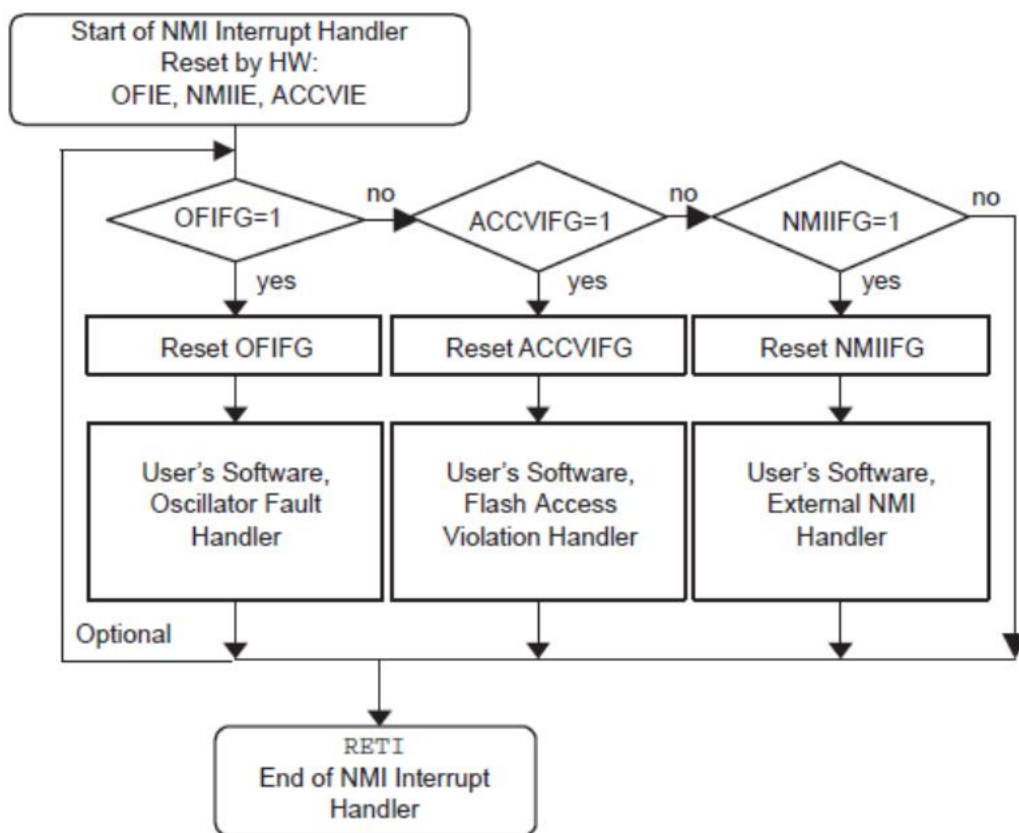 Start of NMI Interrupt Handler
Reset by HW:
OFIE, NMIIE, ACCVIE
OFIFG=1
no
ACCVIFG=1
no
NMIIFG=1
no
yes
yes
yes
Reset OFIFG
Reset ACCVIFG
Reset NMIIFG
User's Software,
Oscillator Fault
Handler
User's Software,
Flash Access
Violation Handler
User's Software,
External NMI
Handler
Optional
RETI
End of NMI Interrupt
Handler